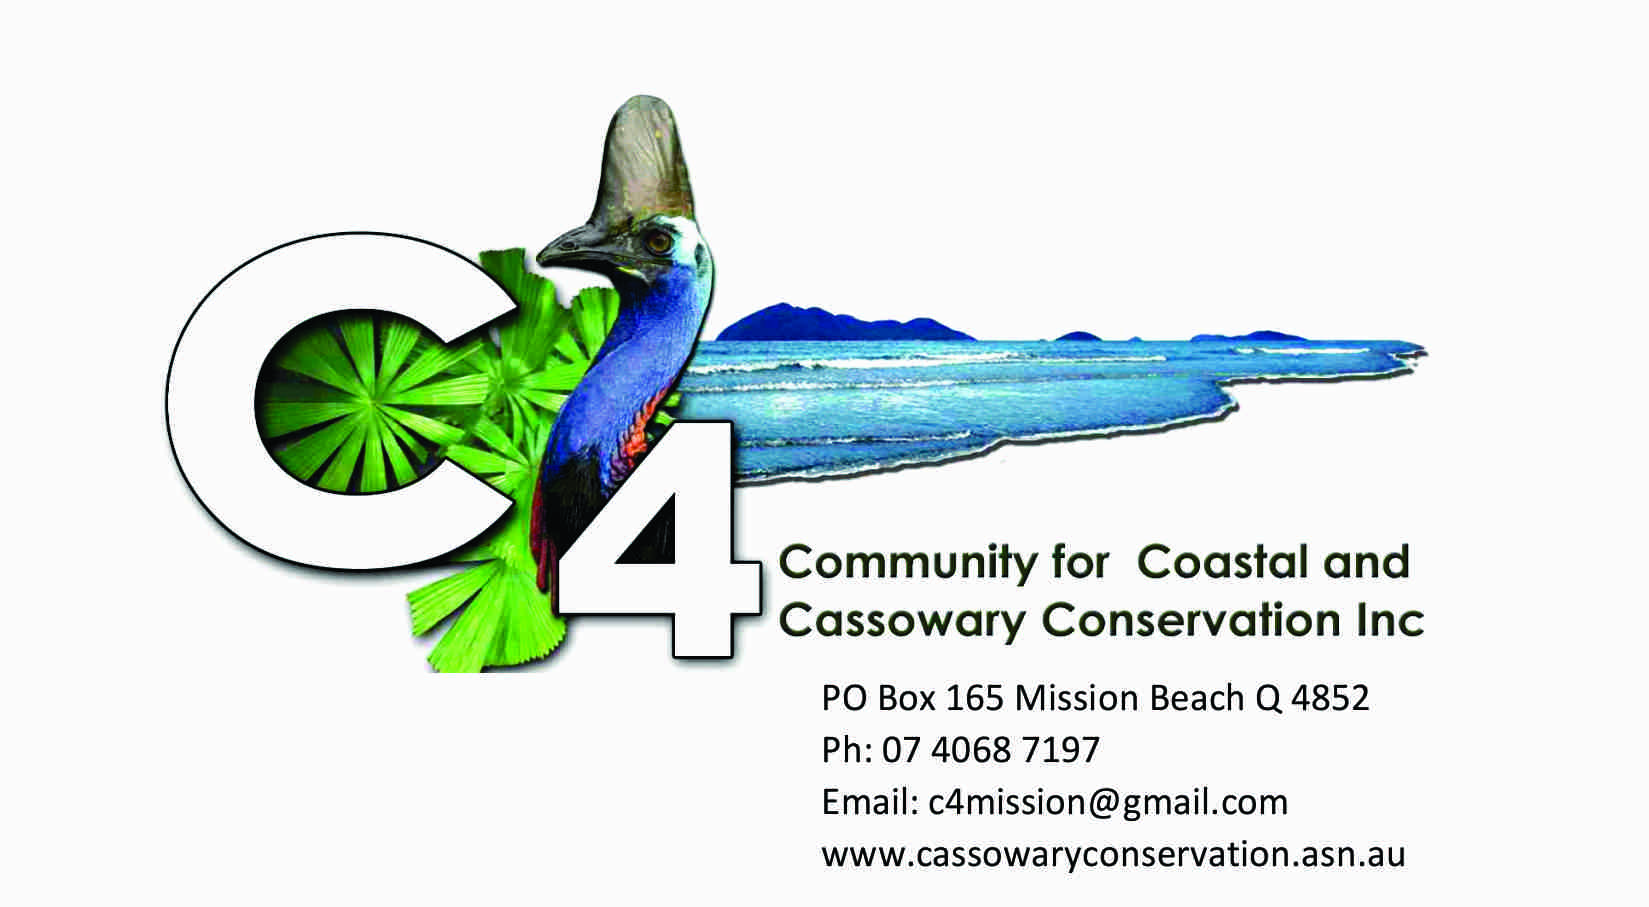 C4
Community for Coastal and
Cassowary Conservation Inc
PO Box 165 Mission Beach Q 4852
Ph: 07 4068 7197
Email: c4mission@gmail.com
www.cassowaryconservation.asn.au